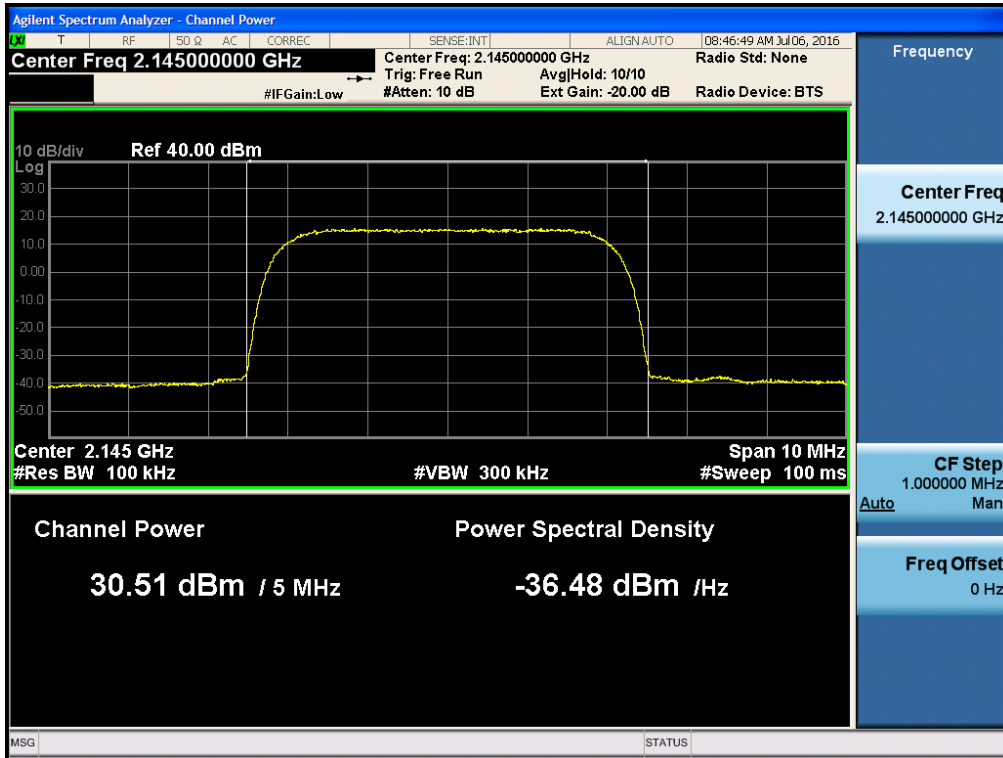 Agilent Spectrum Analyzer - Channel Power
LXI T RF 50 Ω AC CORREC SENSE:INT ALIGN AUTO 08:46:49 AM Jul 06, 2016
Center Freq 2.145000000 GHz
Center Freq: 2.145000000 GHz Radio Std: None
Trig: Free Run Avg|Hold: 10/10
#IFGain:Low #Atten: 10 dB Ext Gain: -20.00 dB Radio Device: BTS
10 dB/div Ref 40.00 dBm
Log
30.0
20.0
10.0
0.00
-10.0
-20.0
-30.0
-40.0
-50.0
Center 2.145 GHz Span 10 MHz
#Res BW 100 kHz #VBW 300 kHz #Sweep 100 ms
Channel Power Power Spectral Density
30.51 dBm / 5 MHz -36.48 dBm /Hz
MSG STATUS
Frequency
Center Freq
2.145000000 GHz
CF Step
1.000000 MHz
Auto Man
Freq Offset
0 Hz